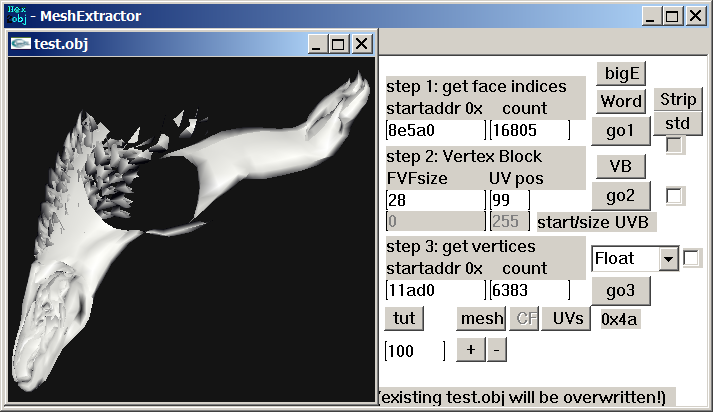 Hex
obj
- MeshExtractor
test.obj
step 1: get face indices
startaddr 0x count
8e5a0 16805
bigE
Word
go1
Strip
std
step 2: Vertex Block
FVFsize UV pos
28 99
0 255 start/size UVB
VB
go2
step 3: get vertices
startaddr 0x count
11ad0 6383
Float
go3
tut mesh CF UVs 0x4a
100 + -
(existing test.obj will be overwritten!)